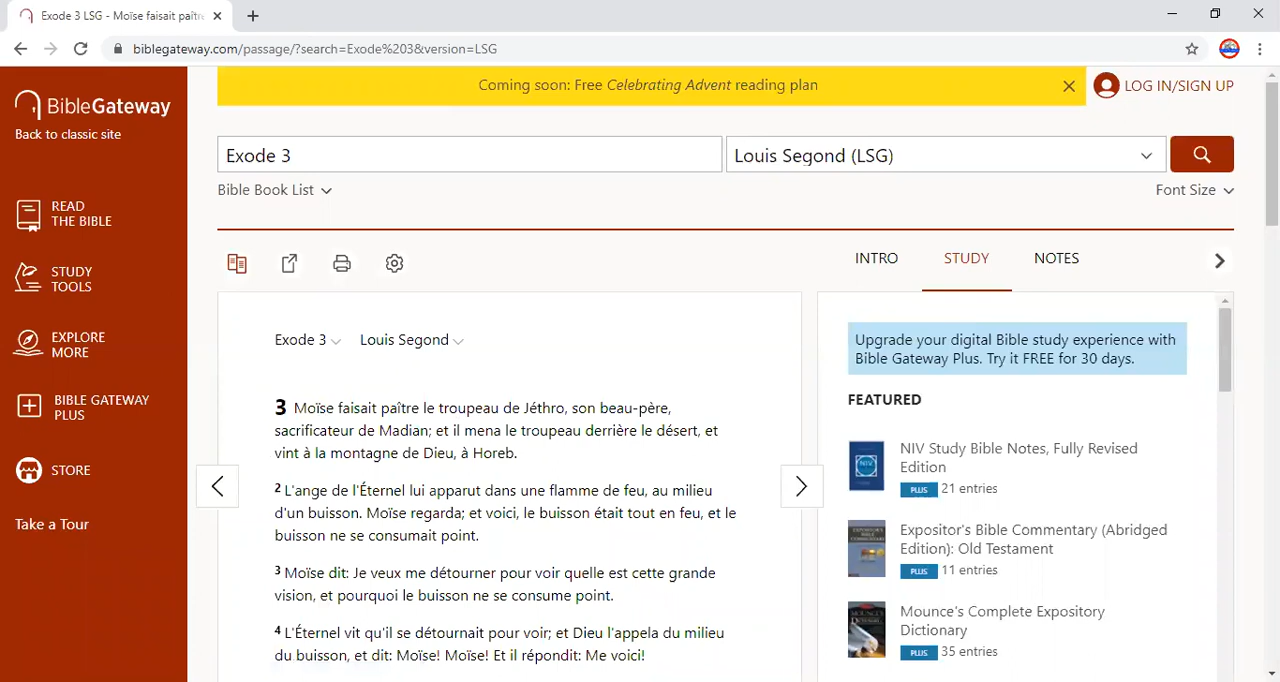 Exode 3 LSG - Moïse faisait paîtr
biblegateway.com/passage/?search=Exode%203&version=LSG
Coming soon: Free Celebrating Advent reading plan
LOG IN/SIGN UP
BibleGateway
Back to classic site
Exode 3
Louis Segond (LSG)
Bible Book List
Font Size
READ
THE BIBLE
STUDY
TOOLS
EXPLORE
MORE
BIBLE GATEWAY
PLUS
STORE
Take a Tour
INTRO
STUDY
NOTES
Exode 3
Louis Segond
3 Moïse faisait paître le troupeau de Jéthro, son beau-père,
sacrificateur de Madian; et il mena le troupeau derrière le désert, et
vint à la montagne de Dieu, à Horeb.
2 L'ange de l'Éternel lui apparut dans une flamme de feu, au milieu
d'un buisson. Moïse regarda; et voici, le buisson était tout en feu, et le
buisson ne se consumait point.
3 Moïse dit: Je veux me détourner pour voir quelle est cette grande
vision, et pourquoi le buisson ne se consume point.
4 L'Éternel vit qu'il se détournait pour voir; et Dieu l'appela du milieu
du buisson, et dit: Moïse! Moïse! Et il répondit: Me voici!
Upgrade your digital Bible study experience with
Bible Gateway Plus. Try it FREE for 30 days.
FEATURED
NIV Study Bible Notes, Fully Revised
Edition
PLUS 21 entries
Expositor's Bible Commentary (Abridged
Edition): Old Testament
PLUS 11 entries
Mounce's Complete Expository
Dictionary
PLUS 35 entries